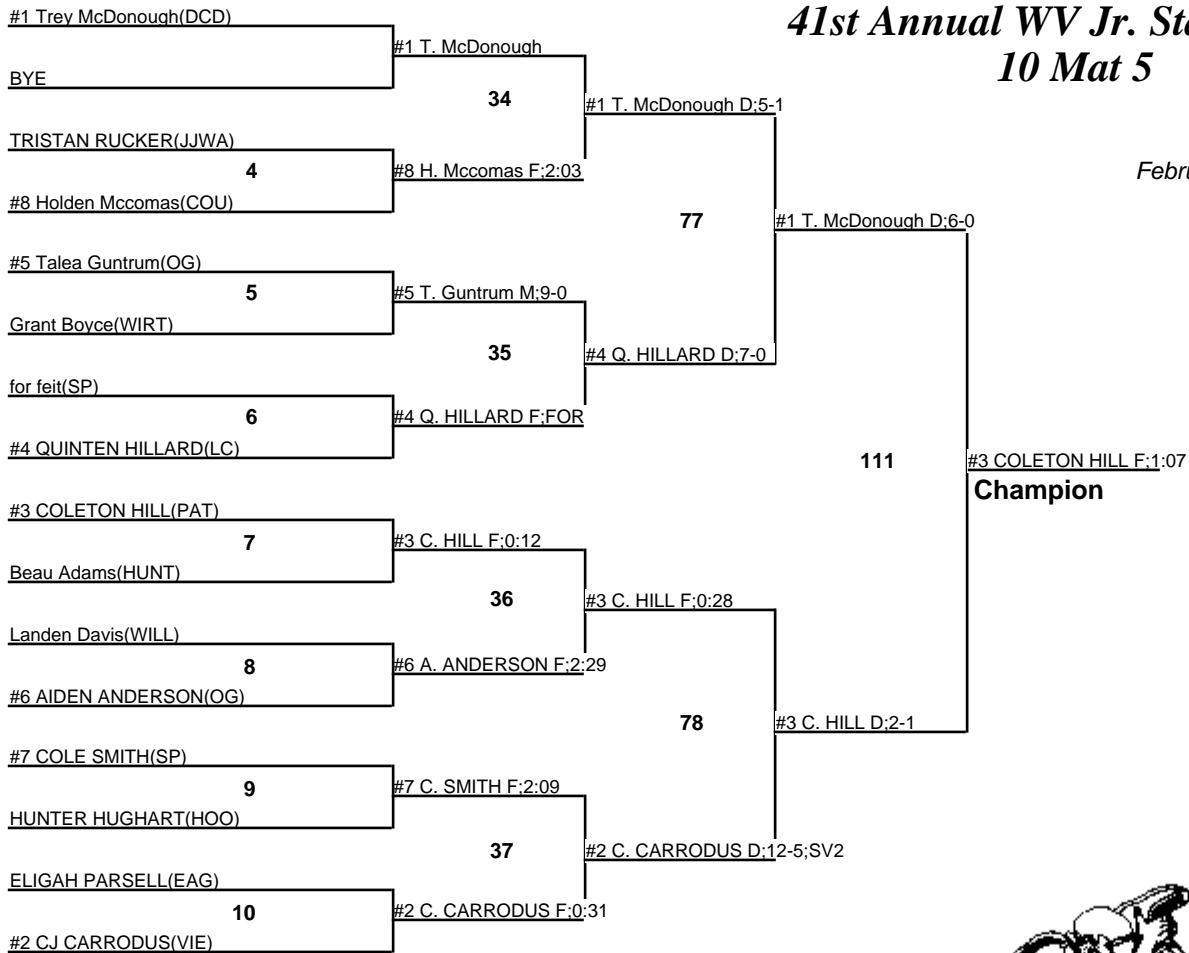 41st Annual WV Jr. St
10 Mat 5
Febru
#1 Trey McDonough(DCD)
BYE
#1 T. McDonough
34
#1 T. McDonough D;5-1
TRISTAN RUCKER(JJWA)
4
#8 H. Mccomas F;2:03
#8 Holden Mccomas(COU)
77
#1 T. McDonough D;6-0
#5 Talea Guntrum(OG)
5
#5 T. Guntrum M;9-0
Grant Boyce(WIRT)
35
#4 Q. HILLARD D;7-0
for feit(SP)
6
#4 Q. HILLARD F;FOR
#4 QUINTEN HILLARD(LC)
111
#3 COLETON HILL F;1:07
Champion
#3 COLETON HILL(PAT)
7
#3 C. HILL F;0:12
Beau Adams(HUNT)
36
#3 C. HILL F;0:28
Landen Davis(WILL)
8
#6 A. ANDERSON F;2:29
#6 AIDEN ANDERSON(OG)
78
#3 C. HILL D;2-1
#7 COLE SMITH(SP)
9
#7 C. SMITH F;2:09
HUNTER HUGHART(HOO)
37
#2 C. CARRODUS D;12-5;SV2
ELIGAH PARSELL(EAG)
10
#2 C. CARRODUS F;0:31
#2 CJ CARRODUS(VIE)